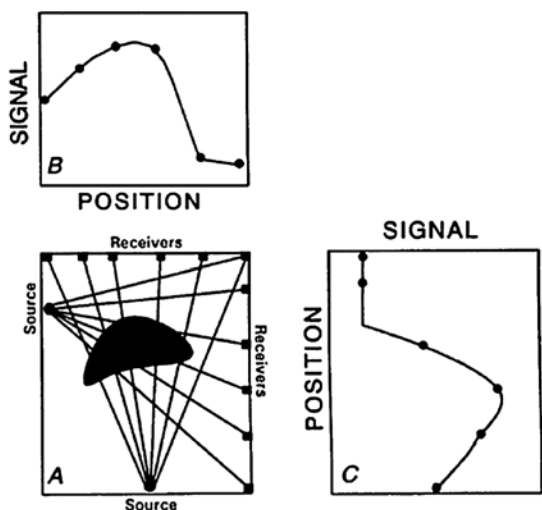 SIGNAL
B
POSITION
Receivers
Source
Receivers
A
Source
SIGNAL
POSITION
C